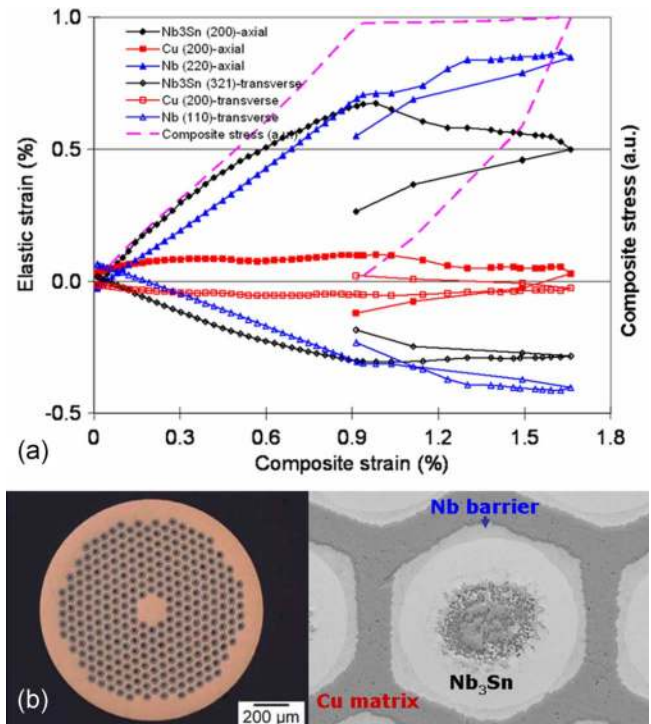 1.0
0.5
0.0
-0.5
Elastic strain (%)
Nb3Sn (200)-axial
Cu (200)-axial
Nb (220)-axial
Nb3Sn (321)-transverse
Cu (200)-transverse
Nb (110)-transverse
Composite stress (a.u.)
Composite stress (a.u.)
0
0.3
0.6
0.9
1.2
1.5
1.8
Composite strain (%)
(a)
(b)
200 µm
Nb barrier
Nb₃Sn
Cu matrix